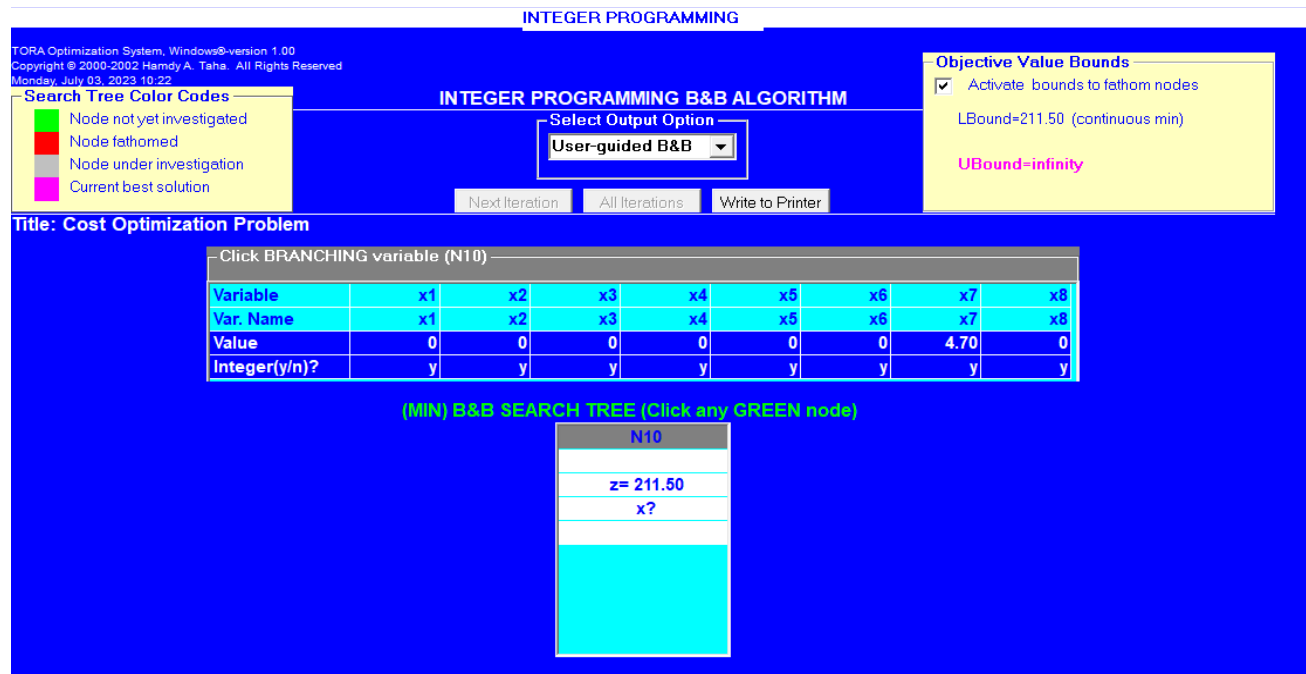 INTEGER PROGRAMMING
TORA Optimization System, Windows®-version 1.00
Copyright © 2000-2002 Hamdy A. Taha. All Rights Reserved
Monday, July 03, 2023 10:22
Search Tree Color Codes
Node not yet investigated
Node fathomed
Node under investigation
Current best solution
INTEGER PROGRAMMING B&B ALGORITHM
Select Output Option
User-guided B&B
Next Iteration All Iterations Write to Printer
Objective Value Bounds
Activate bounds to fathom nodes
LBound=211.50 (continuous min)
UBound=infinity
Title: Cost Optimization Problem
Click BRANCHING variable (N10)
Variable x1 x2 x3 x4 x5 x6 x7 x8
Var. Name x1 x2 x3 x4 x5 x6 x7 x8
Value 0 0 0 0 0 0 4.70 0
Integer(y/n)? y y y y y y y y
(MIN) B&B SEARCH TREE (Click any GREEN node)
N10
z= 211.50
x?